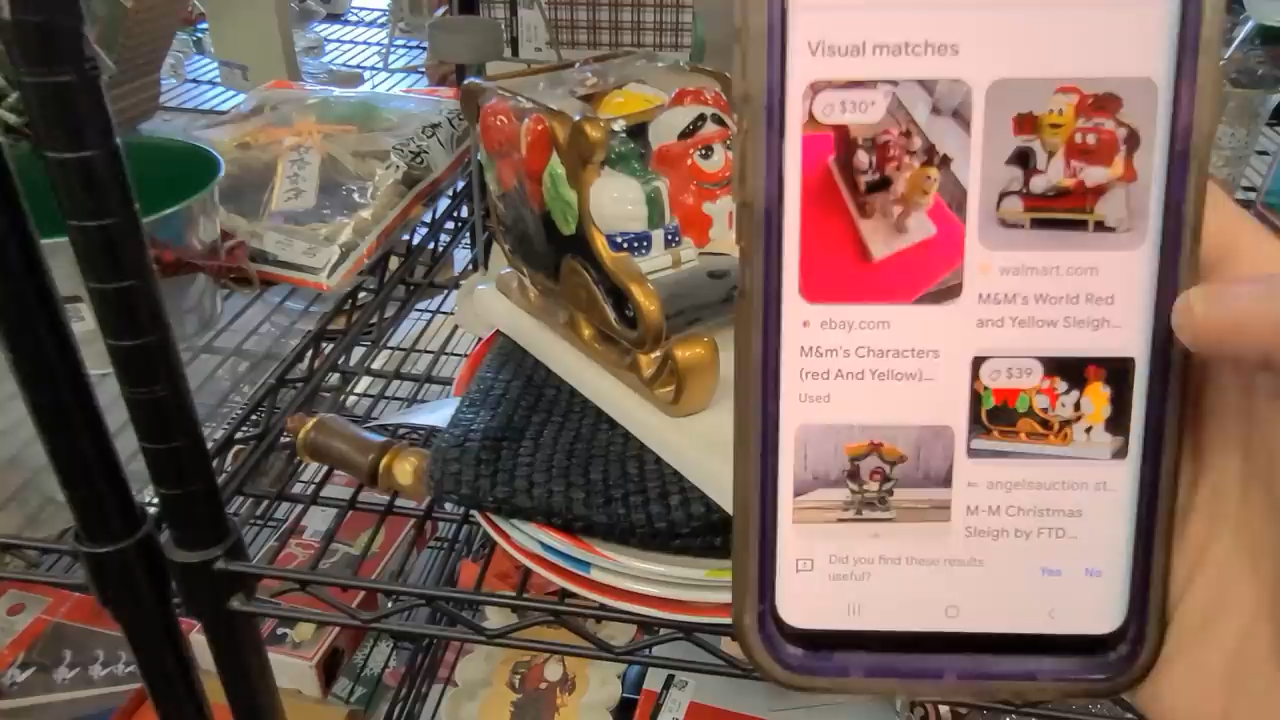 Visual matches
$30*
ebay.com
M&m's Characters
(red And Yellow)...
Used
walmart.com
M&M's World Red
and Yellow Sleigh...
$39
angelsauction st...
M-M Christmas
Sleigh by FTD...
Did you find these results
useful?
Yes
No